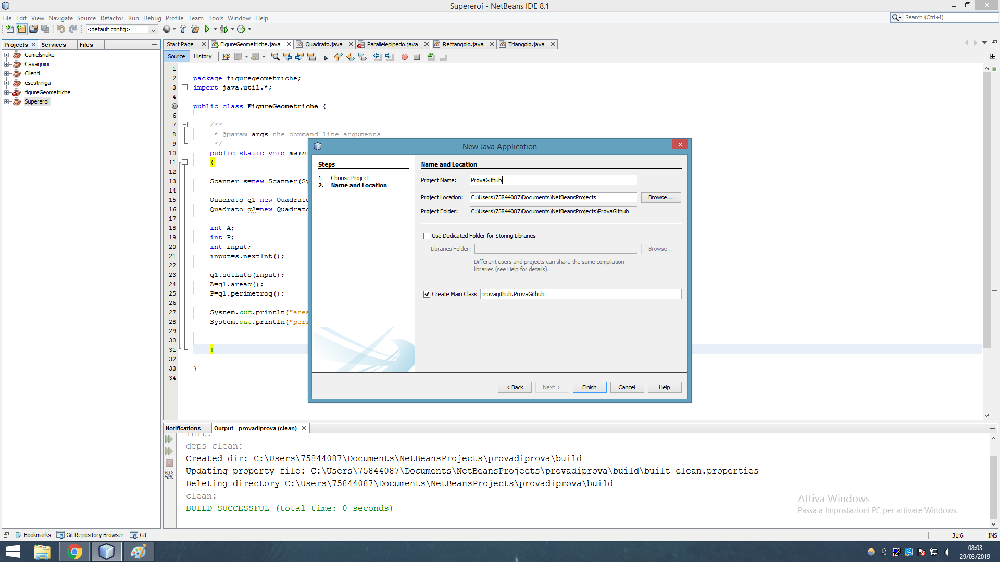 Supereroi - NetBeans IDE 8.1
File Edit View Navigate Source Refactor Run Debug Profile Team Tools Window Help
Search (Ctrl+I)
<default config>
Projects Services Files
Camelsnake
Cavagnini
Clienti
esestringa
figureGeometriche
Supereroi
Start Page FigureGeometriche.java Quadrato.java Parallelepipedo.java Rettangolo.java Triangolo.java
Source History
1
2 package figuregeometriche;
3 import java.util.*;
4
public class FigureGeometriche {
6
7 /**
8 * @param args the command line arguments
9 */
10 public static void main
11 {
12
13 Scanner s=new Scanner(Sy
14
15 Quadrato q1=new Quadrato
16 Quadrato q2=new Quadrato
17
18 int A;
19 int P;
20 int input;
21 input=s.nextInt();
22
23 q1.setLato(input);
24 A=q1.areaq();
25 P=q1.perimetroq();
26
27 System.out.println("area
28 System.out.println("peri
29
30
31 }
32
33 }
34
New Java Application
Steps
1. Choose Project
2. Name and Location
Name and Location
Project Name: ProvaGithub
Project Location: C:\Users\75844087\Documents\NetBeansProjects Browse...
Project Folder: C:\Users\75844087\Documents\NetBeansProjects\ProvaGithub
Use Dedicated Folder for Storing Libraries
Libraries Folder: Browse...
Different users and projects can share the same compilation
libraries (see Help for details).
Create Main Class provagithub.ProvaGithub
< Back Next > Finish Cancel Help
Notifications Output - provadiprova (clean)
init:
deps-clean:
Created dir: C:\Users\75844087\Documents\NetBeansProjects\provadiprova\build
Updating property file: C:\Users\75844087\Documents\NetBeansProjects\provadiprova\build\built-clean.properties
Deleting directory C:\Users\75844087\Documents\NetBeansProjects\provadiprova\build
clean:
BUILD SUCCESSFUL (total time: 0 seconds)
Attiva Windows
Passa a Impostazioni PC per attivare Windows.
Bookmarks Git Repository Browser Git
31:6 INS
08:03
29/03/2019